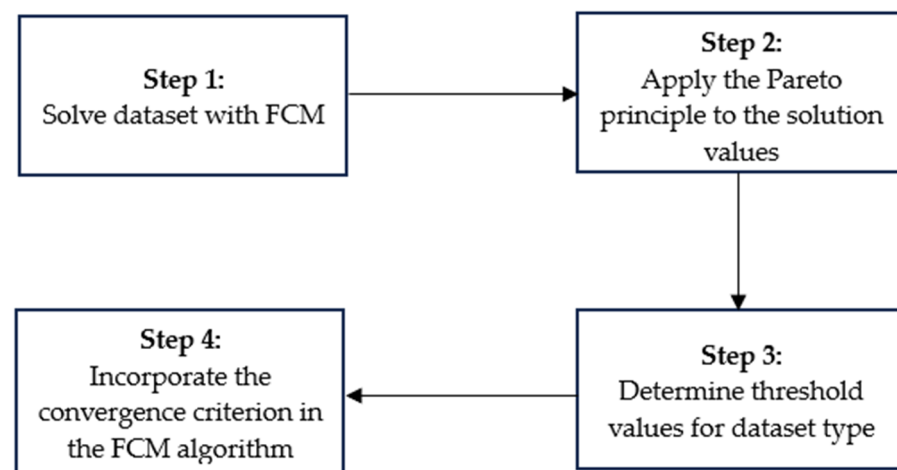 Step 1:
Solve dataset with FCM
Step 2:
Apply the Pareto
principle to the solution
values
Step 3:
Determine threshold
values for dataset type
Step 4:
Incorporate the
convergence criterion in
the FCM algorithm